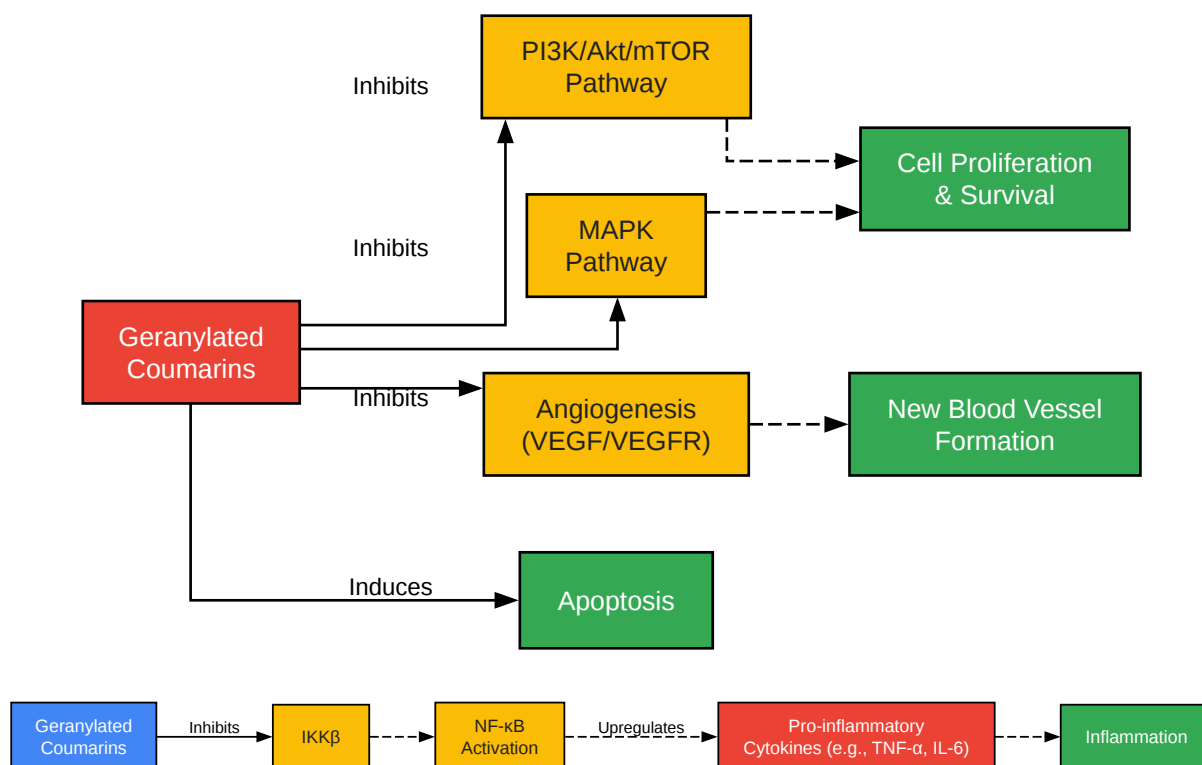 PI3K/Akt/mTOR
Pathway
Inhibits
Cell Proliferation
& Survival
MAPK
Pathway
Inhibits
Geranylated
Coumarins
Inhibits
Angiogenesis
(VEGF/VEGFR)
New Blood Vessel
Formation
Induces
Apoptosis
Geranylated
Coumarins
Inhibits
IKKβ
NF-κB
Activation
Upregulates
Pro-inflammatory
Cytokines (e.g., TNF-α, IL-6)
Inflammation